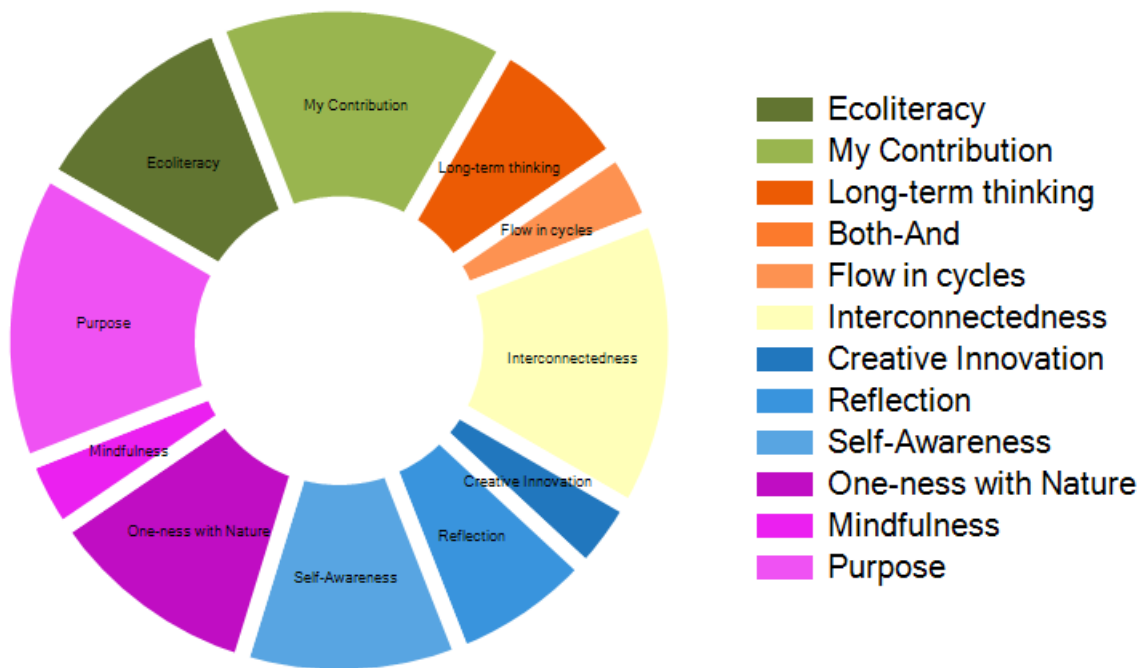 My Contribution
Ecoliteracy
Long-term thinking
Flow in cycles
Purpose
Interconnectedness
Mindfulness
Creative Innovation
One-ness with Nature
Reflection
Self-Awareness
Ecoliteracy
My Contribution
Long-term thinking
Both-And
Flow in cycles
Interconnectedness
Creative Innovation
Reflection
Self-Awareness
One-ness with Nature
Mindfulness
Purpose